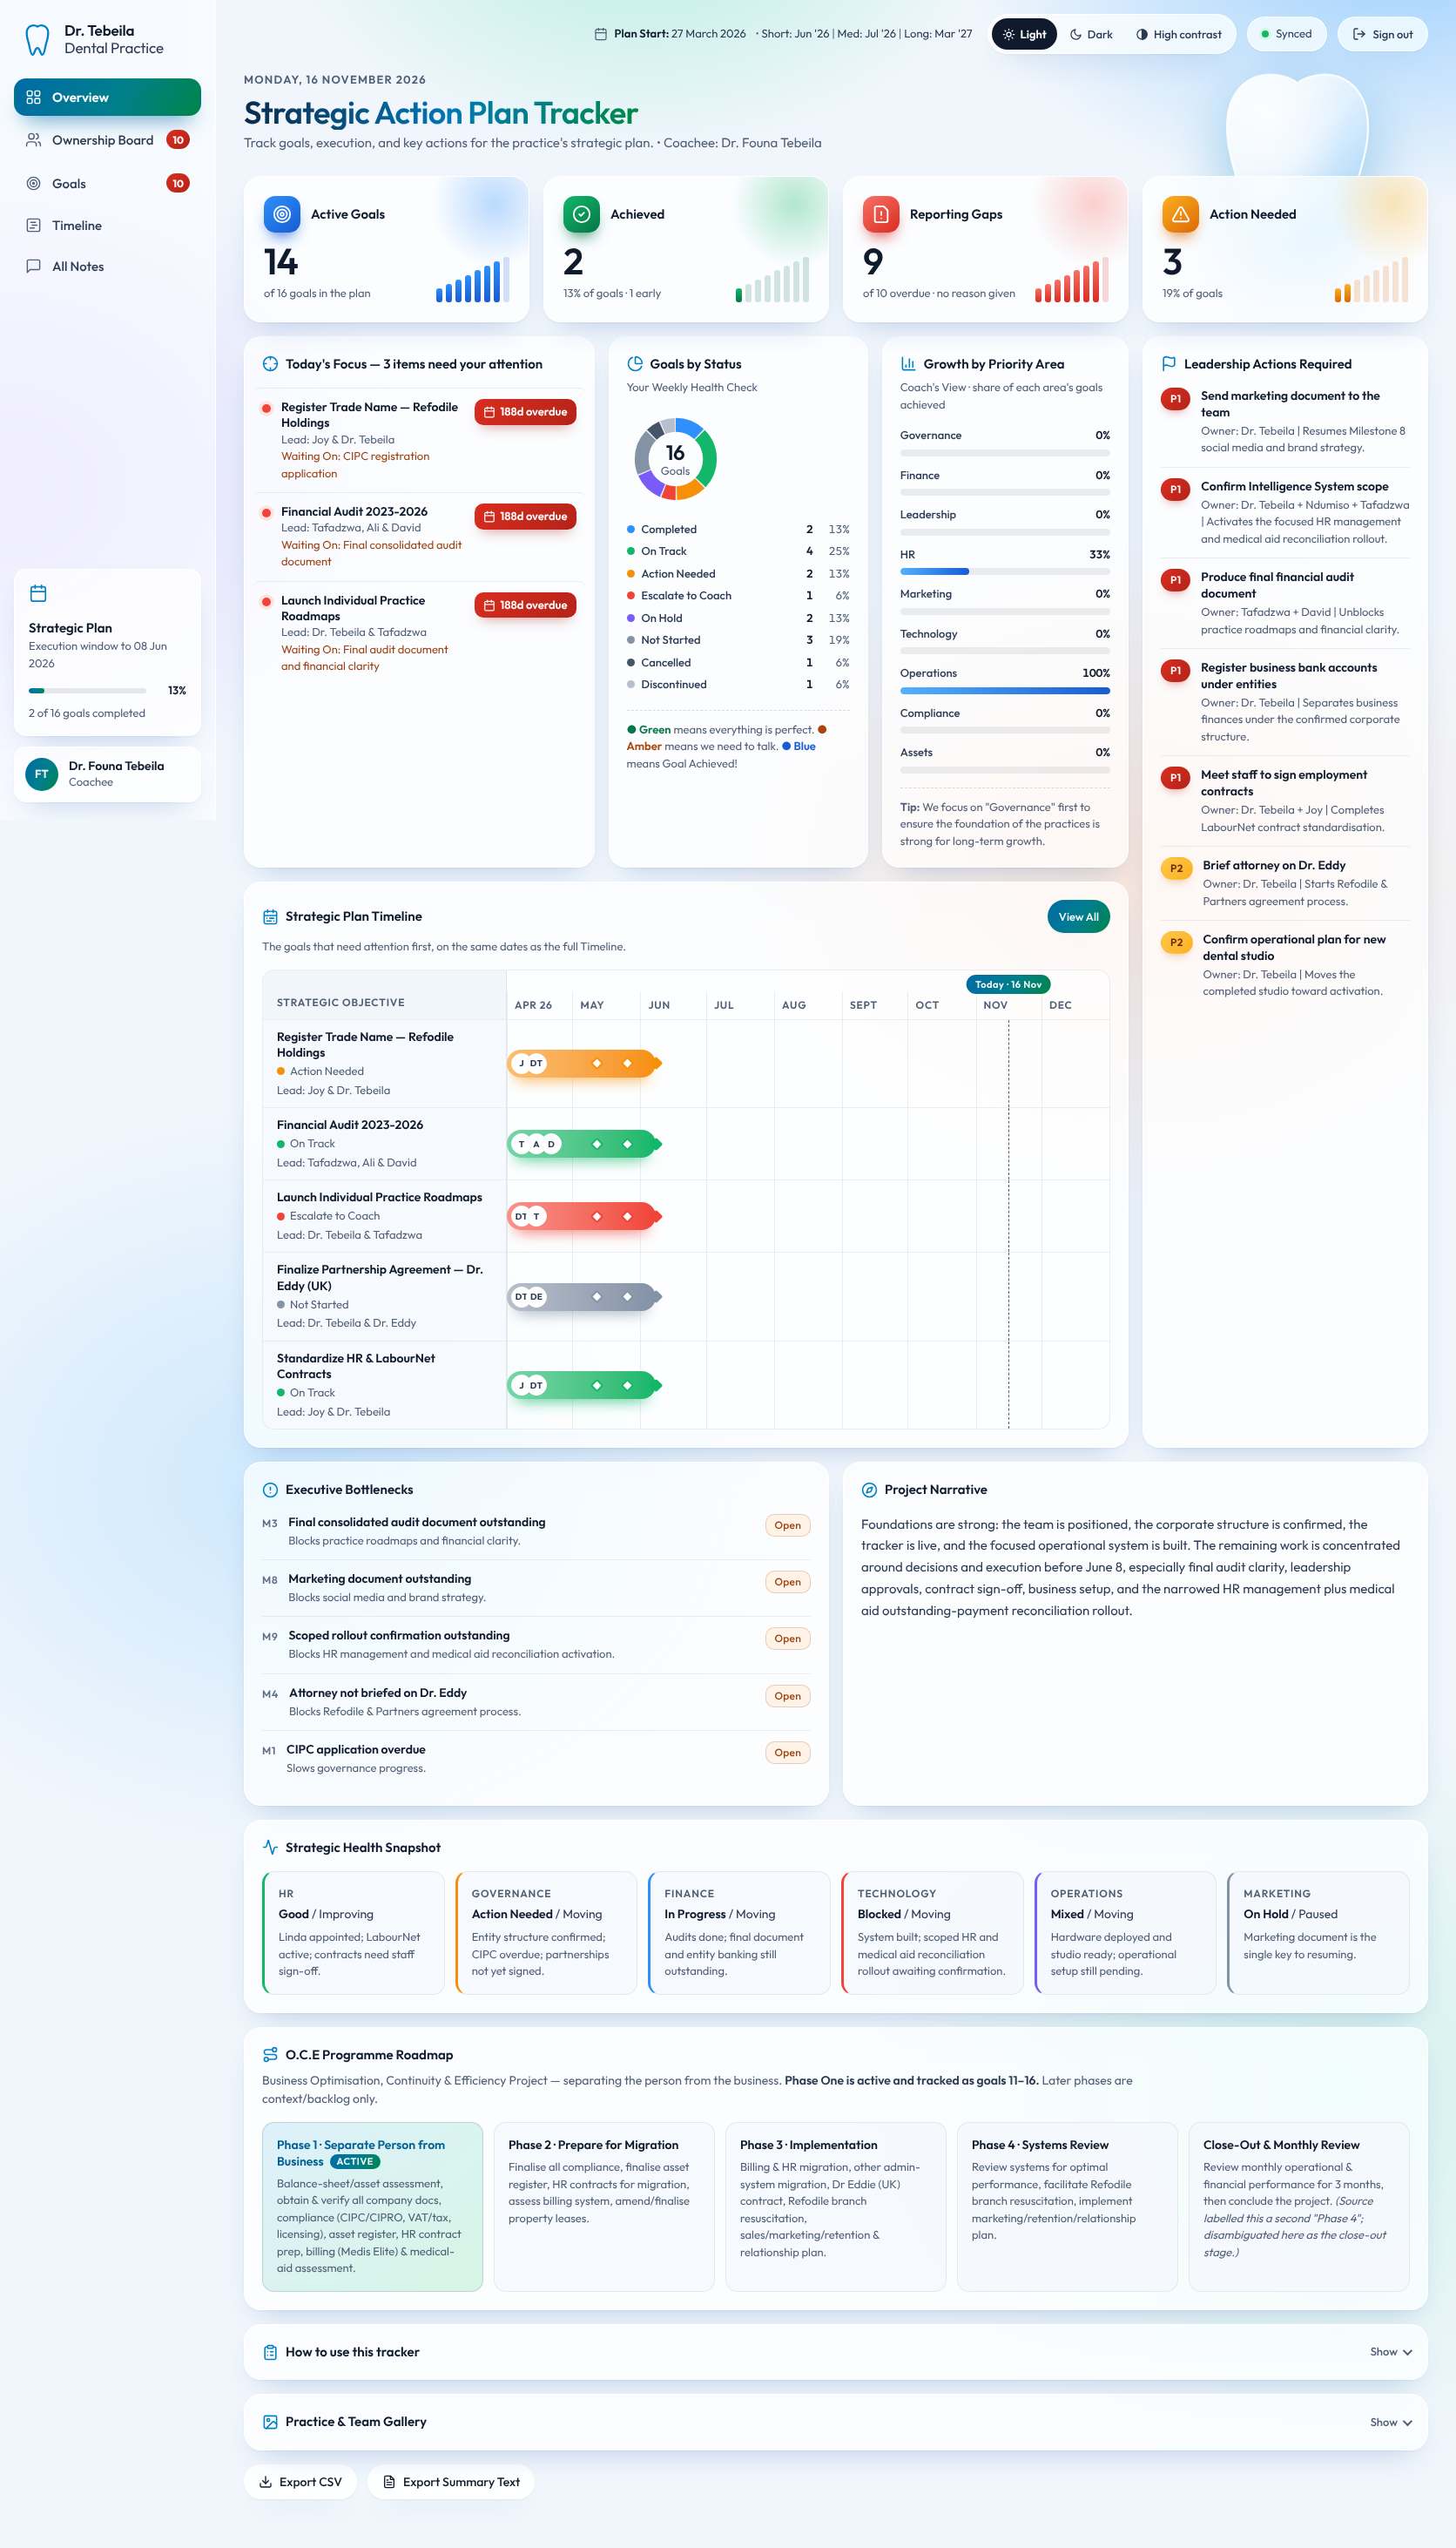 Dr. Tebeila
Dental Practice
Overview
Ownership Board 10
Goals 10
Timeline
All Notes
Strategic Plan
Execution window to 08 Jun
2026
13%
2 of 16 goals completed
FT
Dr. Founa Tebeila
Coachee
Plan Start: 27 March 2026 • Short: Jun '26 | Med: Jul '26 | Long: Mar '27
Light
Dark
High contrast
Synced
Sign out
MONDAY, 16 NOVEMBER 2026
Strategic Action Plan Tracker
Track goals, execution, and key actions for the practice's strategic plan. • Coachee: Dr. Founa Tebeila
Active Goals
14
of 16 goals in the plan
Achieved
2
13% of goals · 1 early
Reporting Gaps
9
of 10 overdue · no reason given
Action Needed
3
19% of goals
Today's Focus — 3 items need your attention
Register Trade Name — Refodile
Holdings
Lead: Joy & Dr. Tebeila
Waiting On: CIPC registration
application
188d overdue
Financial Audit 2023-2026
Lead: Tafadzwa, Ali & David
Waiting On: Final consolidated audit
document
188d overdue
Launch Individual Practice
Roadmaps
Lead: Dr. Tebeila & Tafadzwa
Waiting On: Final audit document
and financial clarity
188d overdue
Goals by Status
Your Weekly Health Check
16
Goals
Completed 2 13%
On Track 4 25%
Action Needed 2 13%
Escalate to Coach 1 6%
On Hold 2 13%
Not Started 3 19%
Cancelled 1 6%
Discontinued 1 6%
Green means everything is perfect.
Amber means we need to talk. Blue
means Goal Achieved!
Growth by Priority Area
Coach's View · share of each area's goals
achieved
Governance 0%
Finance 0%
Leadership 0%
HR 33%
Marketing 0%
Technology 0%
Operations 100%
Compliance 0%
Assets 0%
Tip: We focus on "Governance" first to
ensure the foundation of the practices is
strong for long-term growth.
Leadership Actions Required
P1
Send marketing document to the
team
Owner: Dr. Tebeila | Resumes Milestone 8
social media and brand strategy.
P1
Confirm Intelligence System scope
Owner: Dr. Tebeila + Ndumiso + Tafadzwa
| Activates the focused HR management
and medical aid reconciliation rollout.
P1
Produce final financial audit
document
Owner: Tafadzwa + David | Unblocks
practice roadmaps and financial clarity.
P1
Register business bank accounts
under entities
Owner: Dr. Tebeila | Separates business
finances under the confirmed corporate
structure.
P1
Meet staff to sign employment
contracts
Owner: Dr. Tebeila + Joy | Completes
LabourNet contract standardisation.
P2
Brief attorney on Dr. Eddy
Owner: Dr. Tebeila | Starts Refodile &
Partners agreement process.
P2
Confirm operational plan for new
dental studio
Owner: Dr. Tebeila | Moves the
completed studio toward activation.
Strategic Plan Timeline
View All
The goals that need attention first, on the same dates as the full Timeline.
Today · 16 Nov
STRATEGIC OBJECTIVE APR 26 MAY JUN JUL AUG SEPT OCT NOV DEC
Register Trade Name — Refodile
Holdings
Action Needed
Lead: Joy & Dr. Tebeila
J DT
Financial Audit 2023-2026
On Track
Lead: Tafadzwa, Ali & David
T A D
Launch Individual Practice Roadmaps
Escalate to Coach
Lead: Dr. Tebeila & Tafadzwa
DT T
Finalize Partnership Agreement — Dr.
Eddy (UK)
Not Started
Lead: Dr. Tebeila & Dr. Eddy
DT DE
Standardize HR & LabourNet
Contracts
On Track
Lead: Joy & Dr. Tebeila
J DT
Executive Bottlenecks
M3 Final consolidated audit document outstanding
Blocks practice roadmaps and financial clarity.
Open
M8 Marketing document outstanding
Blocks social media and brand strategy.
Open
M9 Scoped rollout confirmation outstanding
Blocks HR management and medical aid reconciliation activation.
Open
M4 Attorney not briefed on Dr. Eddy
Blocks Refodile & Partners agreement process.
Open
M1 CIPC application overdue
Slows governance progress.
Open
Project Narrative
Foundations are strong: the team is positioned, the corporate structure is confirmed, the
tracker is live, and the focused operational system is built. The remaining work is concentrated
around decisions and execution before June 8, especially final audit clarity, leadership
approvals, contract sign-off, business setup, and the narrowed HR management plus medical
aid outstanding-payment reconciliation rollout.
Strategic Health Snapshot
HR
Good / Improving
Linda appointed; LabourNet
active; contracts need staff
sign-off.
GOVERNANCE
Action Needed / Moving
Entity structure confirmed;
CIPC overdue; partnerships
not yet signed.
FINANCE
In Progress / Moving
Audits done; final document
and entity banking still
outstanding.
TECHNOLOGY
Blocked / Moving
System built; scoped HR and
medical aid reconciliation
rollout awaiting confirmation.
OPERATIONS
Mixed / Moving
Hardware deployed and
studio ready; operational
setup still pending.
MARKETING
On Hold / Paused
Marketing document is the
single key to resuming.
O.C.E Programme Roadmap
Business Optimisation, Continuity & Efficiency Project — separating the person from the business. Phase One is active and tracked as goals 11–16. Later phases are
context/backlog only.
Phase 1 · Separate Person from
Business ACTIVE
Balance-sheet/asset assessment,
obtain & verify all company docs,
compliance (CIPC/CIPRO, VAT/tax,
licensing), asset register, HR contract
prep, billing (Medis Elite) & medical-
aid assessment.
Phase 2 · Prepare for Migration
Finalise all compliance, finalise asset
register, HR contracts for migration,
assess billing system, amend/finalise
property leases.
Phase 3 · Implementation
Billing & HR migration, other admin-
system migration, Dr Eddie (UK)
contract, Refodile branch
resuscitation,
sales/marketing/retention &
relationship plan.
Phase 4 · Systems Review
Review systems for optimal
performance, facilitate Refodile
branch resuscitation, implement
marketing/retention/relationship
plan.
Close-Out & Monthly Review
Review monthly operational &
financial performance for 3 months,
then conclude the project. (Source
labelled this a second "Phase 4";
disambiguated here as the close-out
stage.)
How to use this tracker
Show
Practice & Team Gallery
Show
Export CSV
Export Summary Text